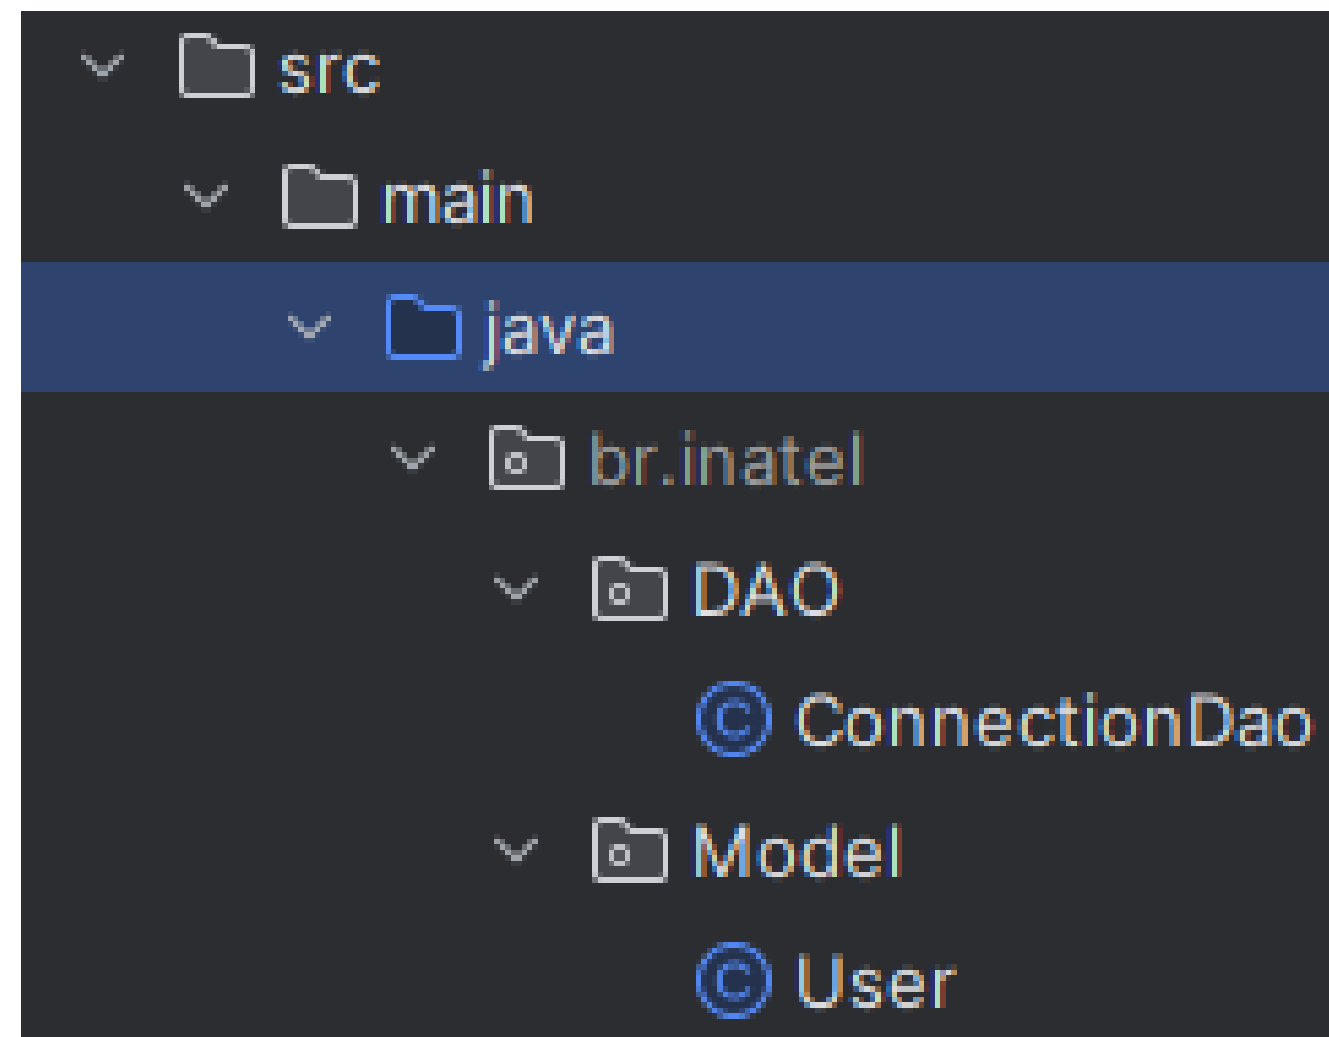 src
main
java
br.inatel
DAO
ConnectionDao
Model
User